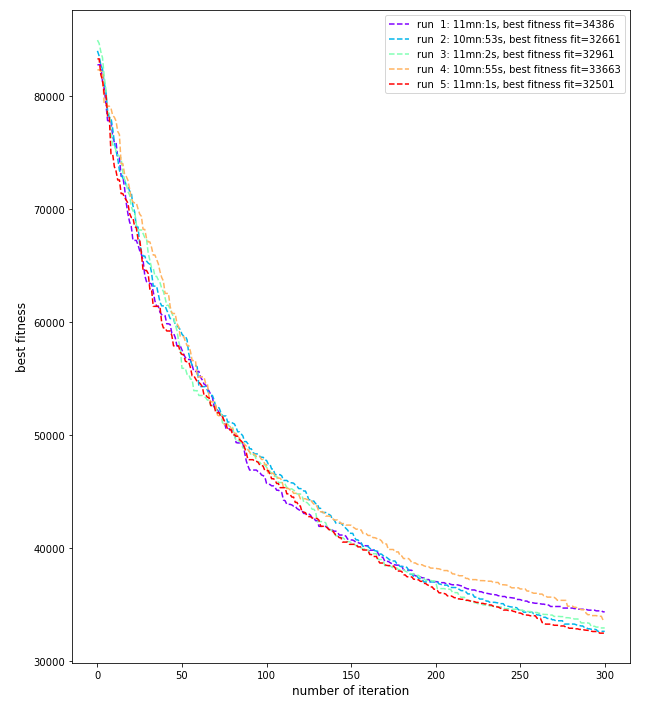 run  1: 11mn:1s, best fitness fit=34386
run  2: 10mn:53s, best fitness fit=32661
run  3: 11mn:2s, best fitness fit=32961
run  4: 10mn:55s, best fitness fit=33663
run  5: 11mn:1s, best fitness fit=32501
80000
70000
60000
50000
40000
30000
best fitness
0 50 100 150 200 250 300
number of iteration